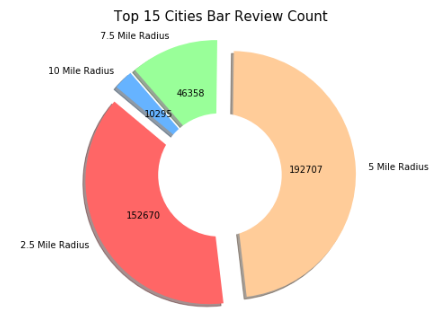 Top 15 Cities Bar Review Count
7.5 Mile Radius
10 Mile Radius
46358
10295
192707
5 Mile Radius
152670
2.5 Mile Radius